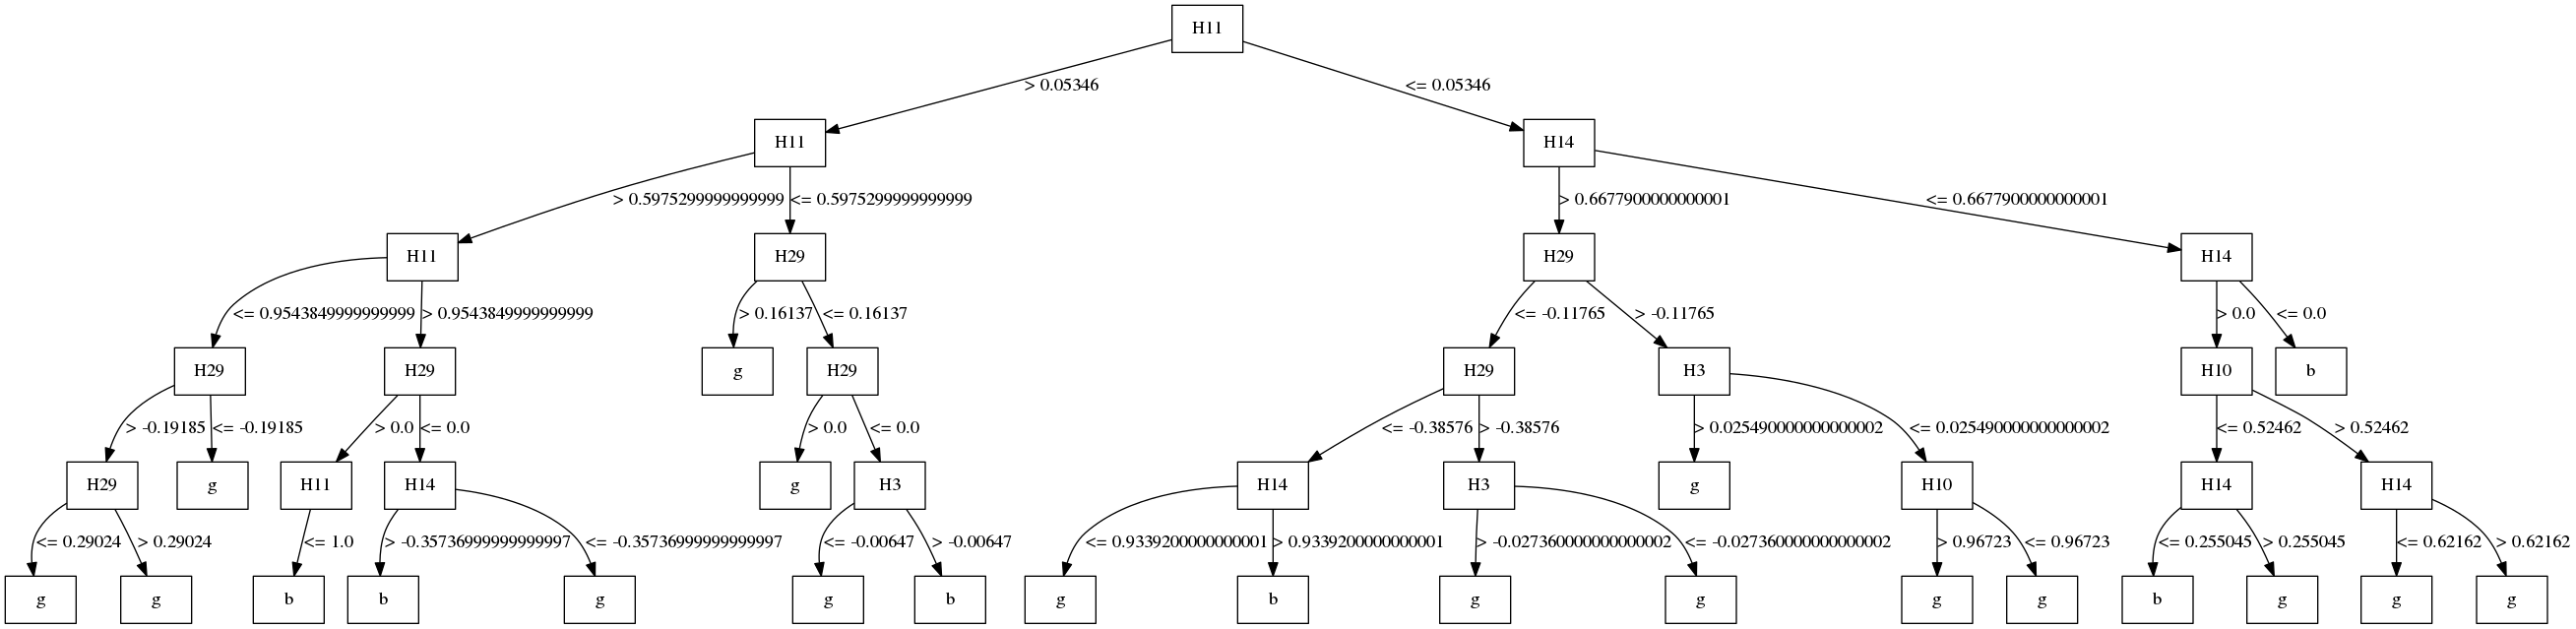 H11
> 0.05346
<= 0.05346
H11
H14
> 0.5975299999999999
<= 0.5975299999999999
> 0.6677900000000001
<= 0.6677900000000001
H11
H29
H29
H14
<= 0.9543849999999999
> 0.9543849999999999
> 0.16137
<= 0.16137
<= -0.11765
> -0.11765
> 0.0
<= 0.0
H29
H29
g
H29
H29
H3
H10
b
> -0.19185
<= -0.19185
> 0.0
<= 0.0
> 0.0
<= 0.0
<= -0.38576
> -0.38576
> 0.025490000000000002
<= 0.025490000000000002
<= 0.52462
> 0.52462
H29
g
H11
H14
g
H3
H14
H3
g
H10
H14
H14
<= 0.29024
> 0.29024
<= 1.0
> -0.35736999999999997
<= -0.35736999999999997
<= -0.00647
> -0.00647
<= 0.9339200000000001
> 0.9339200000000001
> -0.027360000000000002
<= -0.027360000000000002
> 0.96723
<= 0.96723
<= 0.255045
> 0.255045
<= 0.62162
> 0.62162
g
g
b
b
g
g
b
g
b
g
g
g
g
b
g
g
g